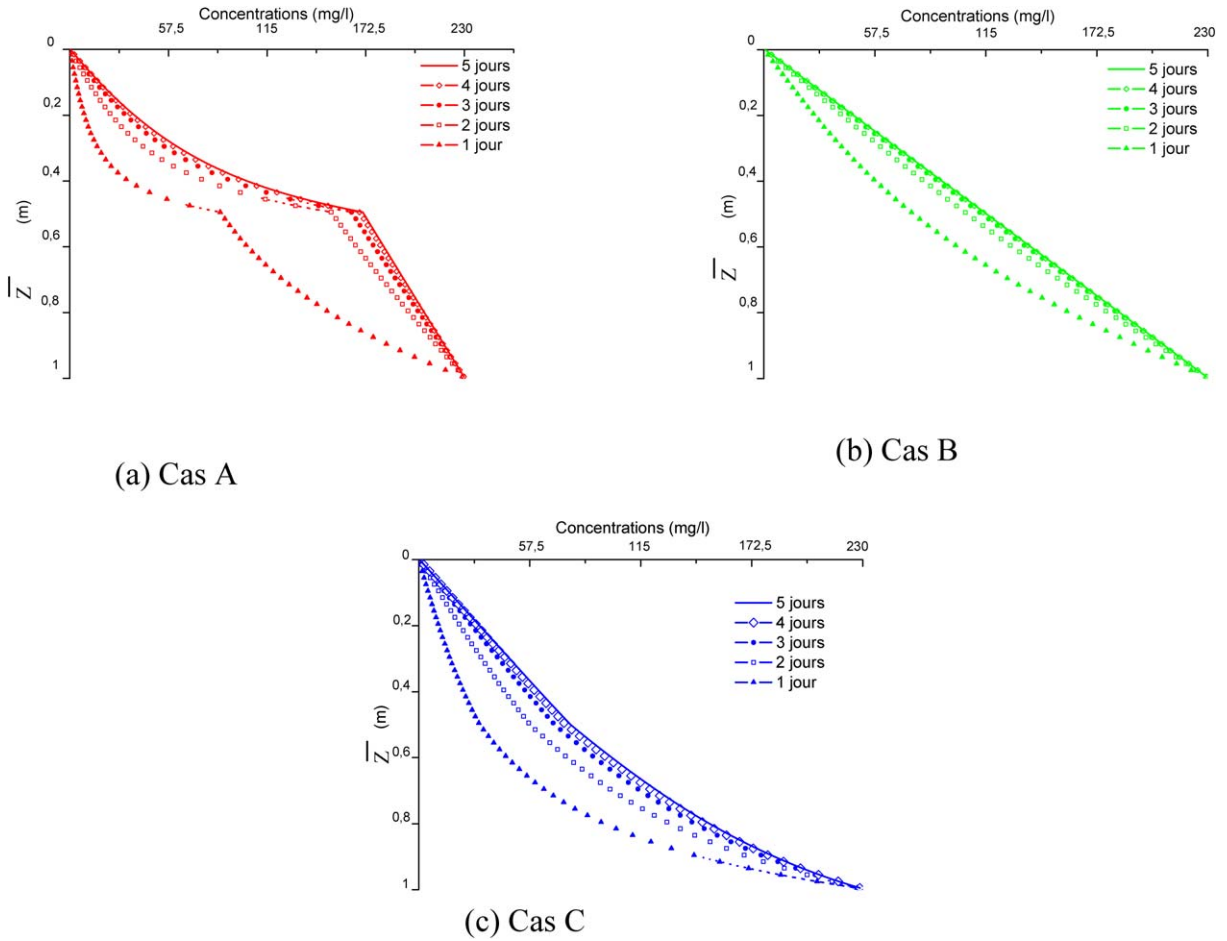 Concentrations (mg/l)
57,5 115 172,5 230
0
0,2
0,4
0,6
0,8
1
Z (m)
5 jours
4 jours
3 jours
2 jours
1 jour
(a) Cas A
Concentrations (mg/l)
57,5 115 172,5 230
0
0,2
0,4
0,6
0,8
1
Z (m)
5 jours
4 jours
3 jours
2 jours
1 jour
(b) Cas B
Concentrations (mg/l)
57,5 115 172,5 230
0
0,2
0,4
0,6
0,8
1
Z (m)
5 jours
4 jours
3 jours
2 jours
1 jour
(c) Cas C